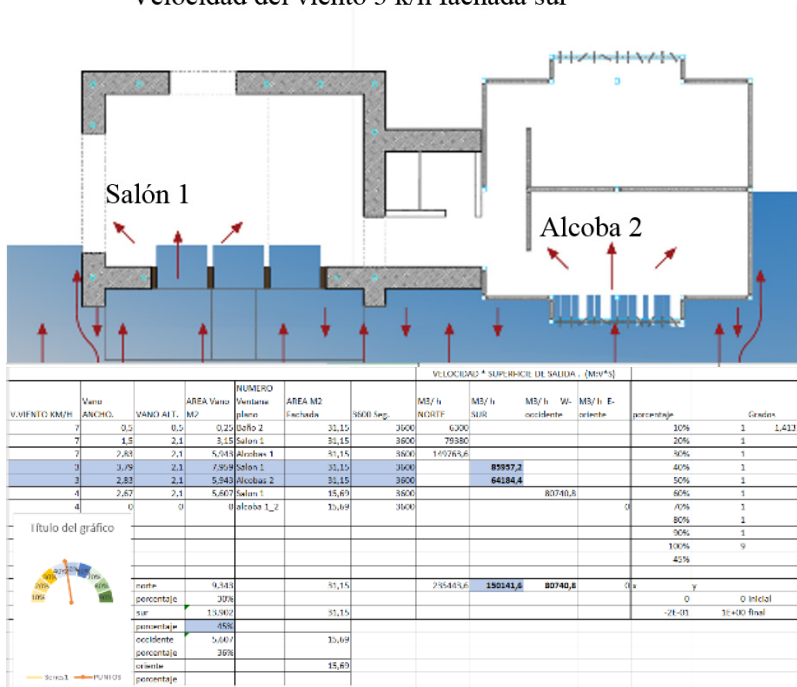 Velocidad del viento 3 k/h fachada sur
Salón 1
Alcoba 2
VELOCIDAD * SUPERFICIE DE SALIDA . (M:V*S)
V.VIENTO KM/H Vano ANCHO. VANO ALT. AREA Vano M2 NUMERO Ventana plano AREA M2 Fachada 3600 Seg. M3/ h NORTE M3/ h SUR M3/ h W- occidente M3/ h E- oriente porcentaje Grados
7 0,5 0,5 0,25 Baño 2 31,15 3600 6300 10% 1 1,413
7 1,5 2,1 3,15 Salon 1 31,15 3600 79380 20% 1
7 2,83 2,1 5,943 Alcobas 1 31,15 3600 149763,6 30% 1
3 3,79 2,1 7,959 Salon 1 31,15 3600 85957,2 40% 1
3 2,83 2,1 5,943 Alcobas 2 31,15 3600 64184,4 50% 1
4 2,67 2,1 5,607 Salon 1 15,69 3600 80740,8 60% 1
4 0 0 0 alcoba 1_2 15,69 3600 0 70% 1
80% 1
90% 1
100% 9
45%
Título del gráfico
norte 9,343 31,15 235443,6 150141,6 80740,8 0 x y
porcentaje 30% 0 0 Inicial
sur 13,902 31,15 -2E-01 1E+00 final
porcentaje 45%
occidente 5,607 15,69
porcentaje 36%
oriente 15,69
porcentaje
10% 20% 30% 40% 50% 70% 80% 90%
Series1 PUNTOS